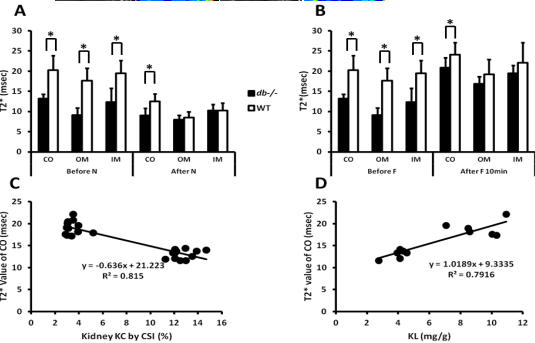 A
T2* (msec)
30
25
20
15
10
5
0
* * * *
CO OM IM CO OM IM
Before N After N
db-/-
WT
B
T2* (msec)
30
25
20
15
10
5
0
* * * *
CO OM IM CO OM IM
Before F After F 10min
C
T2* Value of CO (msec)
25
20
15
10
5
0
y = -0.636x + 21.223
R² = 0.815
0 2 4 6 8 10 12 14 16
Kidney KC by CSI (%)
D
T2* value of CO (msec)
25
20
15
10
5
0
y = 1.0189x + 9.3335
R² = 0.7916
0 2 4 6 8 10 12
KL (mg/g)